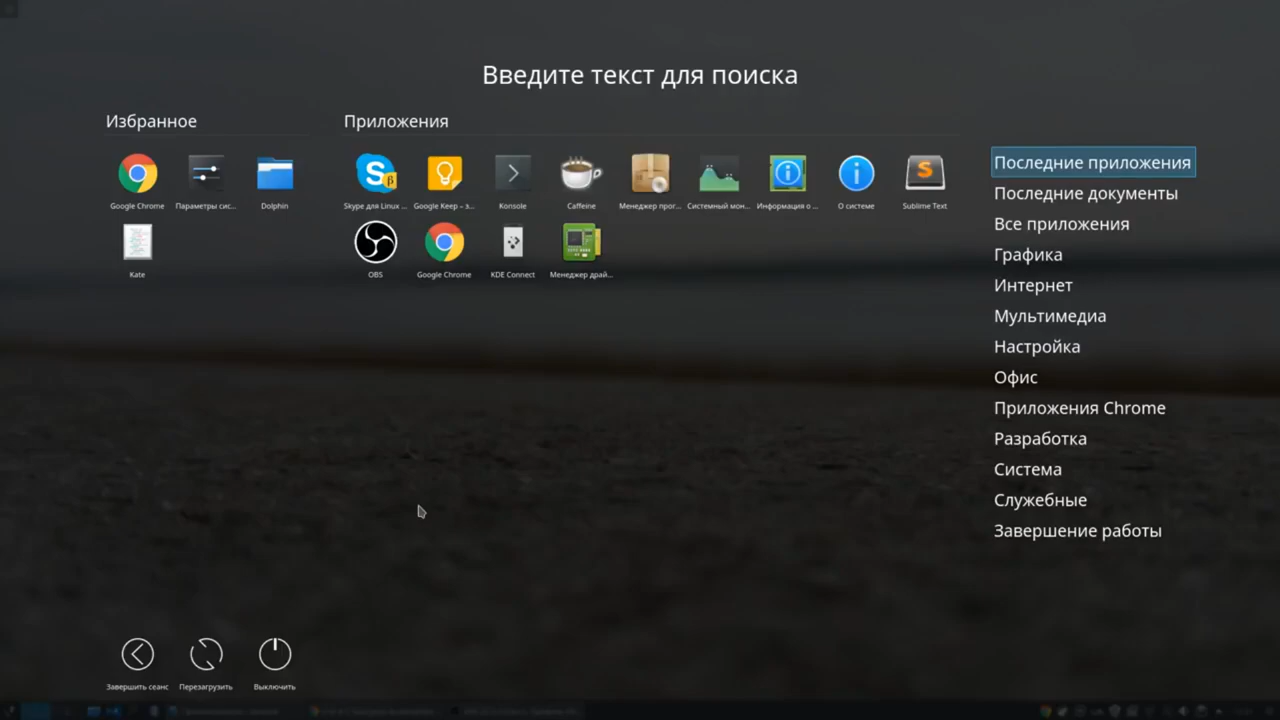 Введите текст для поиска
Избранное
Приложения
Google Chrome
Параметры сис...
Dolphin
Kate
Skype для Linux ...
Google Keep – з...
Konsole
Caffeine
Менеджер прог...
Системный мон...
Информация о ...
О системе
Sublime Text
OBS
Google Chrome
KDE Connect
Менеджер драй...
Последние приложения
Последние документы
Все приложения
Графика
Интернет
Мультимедиа
Настройка
Офис
Приложения Chrome
Разработка
Система
Служебные
Завершение работы
Завершить сеанс
Перезагрузить
Выключить